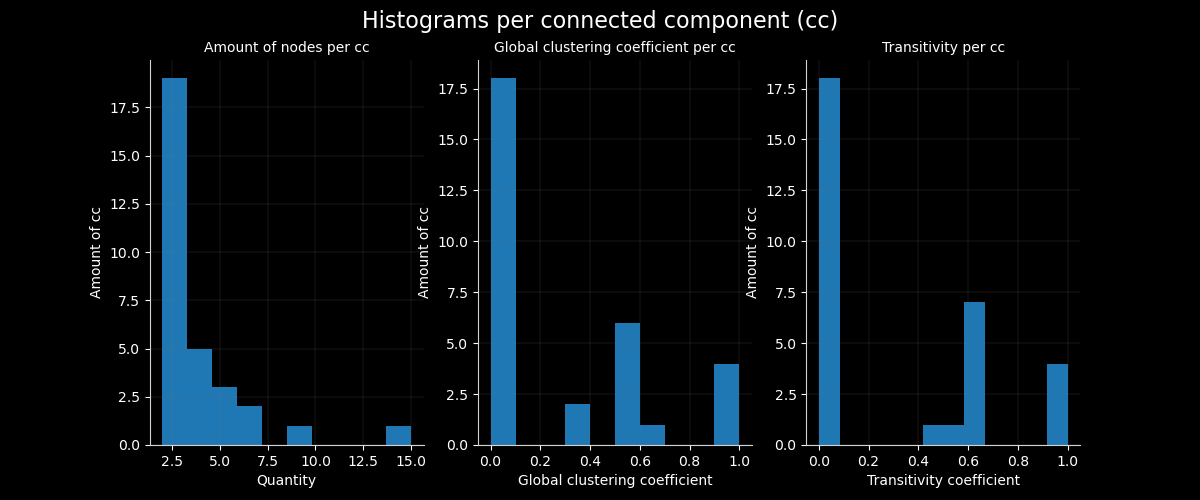 Histograms per connected component (cc)
Amount of nodes per cc
Amount of cc
17.5
15.0
12.5
10.0
7.5
5.0
2.5
0.0
2.5 5.0 7.5 10.0 12.5 15.0
Quantity
Global clustering coefficient per cc
Amount of cc
17.5
15.0
12.5
10.0
7.5
5.0
2.5
0.0
0.0 0.2 0.4 0.6 0.8 1.0
Global clustering coefficient
Transitivity per cc
Amount of cc
17.5
15.0
12.5
10.0
7.5
5.0
2.5
0.0
0.0 0.2 0.4 0.6 0.8 1.0
Transitivity coefficient